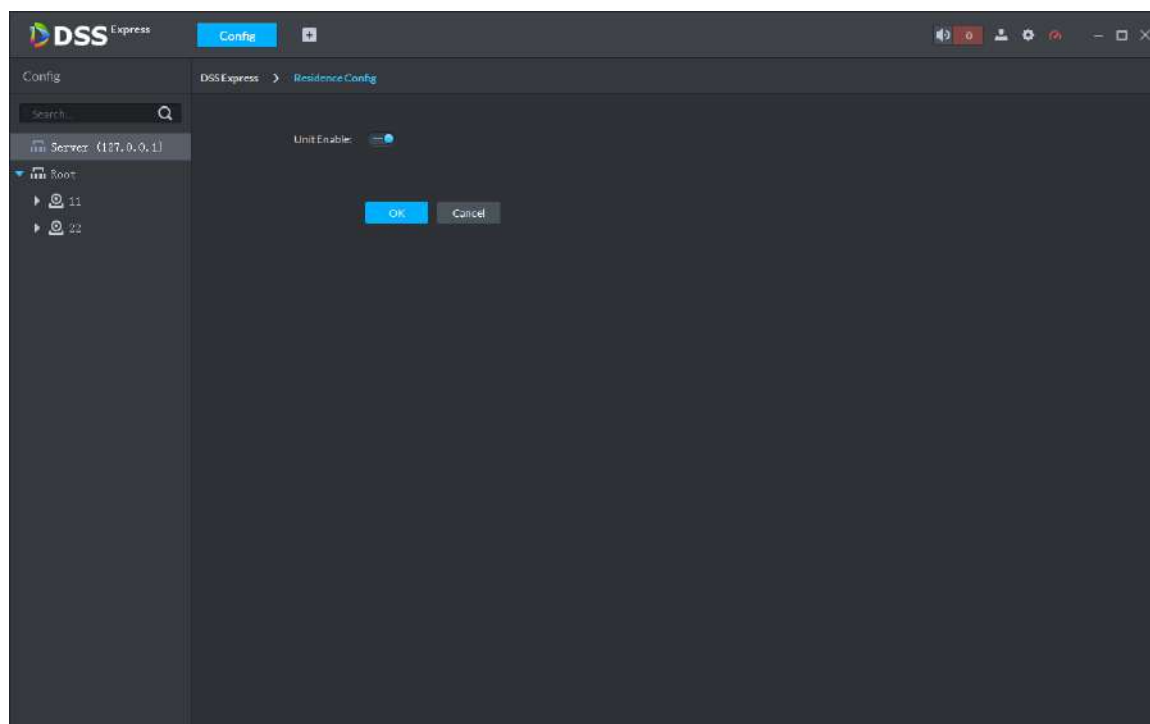 DSS Express
Config
0
Config
DSS Express > Residence Config
Search...
Server (127.0.0.1)
Unit Enable:
Root
11
OK Cancel
22